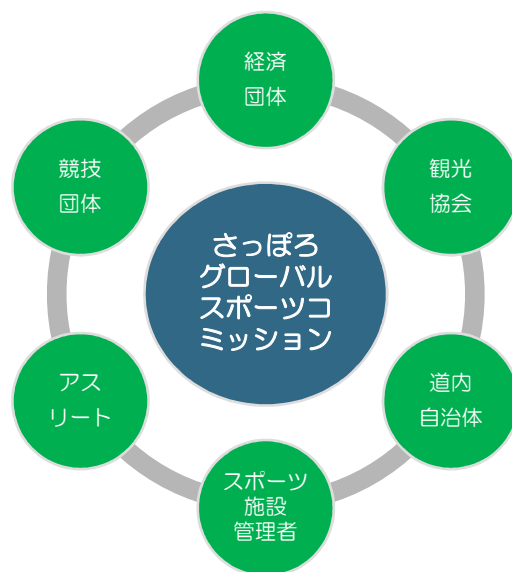 経済
団体
観光
協会
道内
自治体
スポーツ
施設
管理者
アス
リート
競技
団体
さっぽろ
グローバル
スポーツコ
ミッション